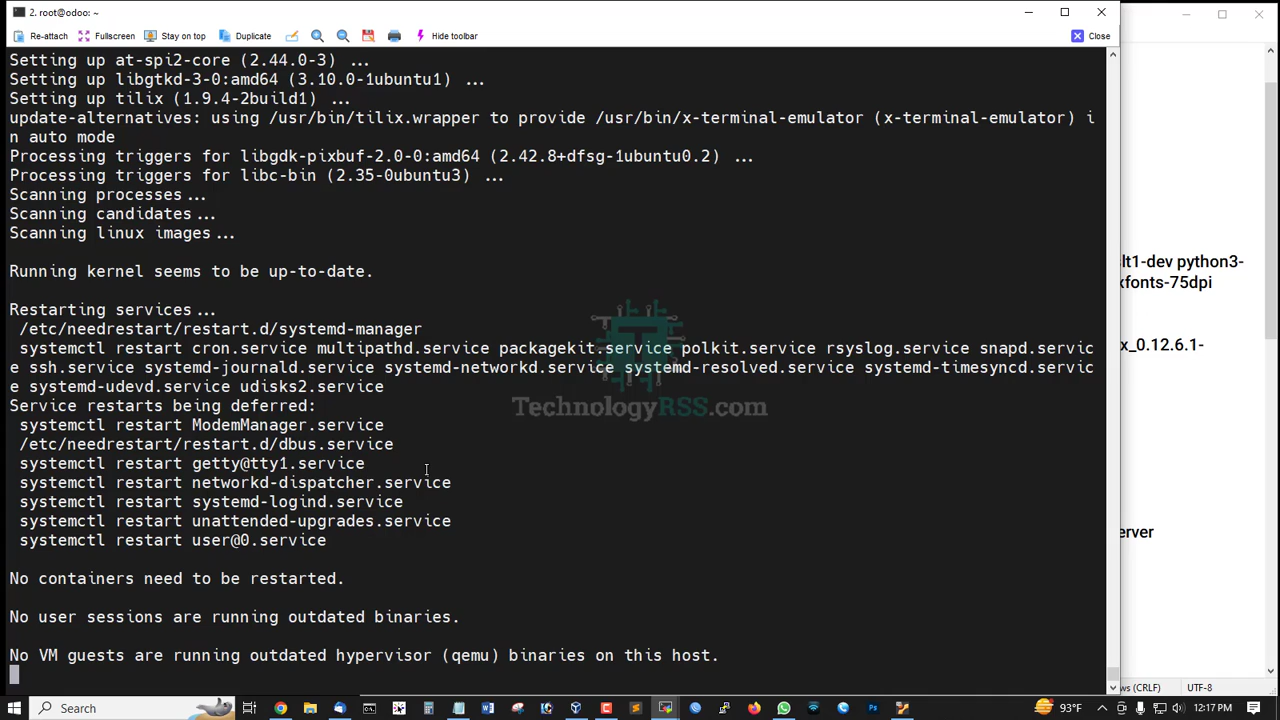 2. root@odoo: ~
Re-attach Fullscreen Stay on top Duplicate Hide toolbar Close
Setting up at-spi2-core (2.44.0-3) ...
Setting up libgtkd-3-0:amd64 (3.10.0-1ubuntu1) ...
Setting up tilix (1.9.4-2build1) ...
update-alternatives: using /usr/bin/tilix.wrapper to provide /usr/bin/x-terminal-emulator (x-terminal-emulator) i
n auto mode
Processing triggers for libgdk-pixbuf-2.0-0:amd64 (2.42.8+dfsg-1ubuntu0.2) ...
Processing triggers for libc-bin (2.35-0ubuntu3) ...
Scanning processes...
Scanning candidates...
Scanning linux images...
Running kernel seems to be up-to-date.
Restarting services...
/etc/needrestart/restart.d/systemd-manager
systemctl restart cron.service multipathd.service packagekit.service polkit.service rsyslog.service snapd.servic
e ssh.service systemd-journald.service systemd-networkd.service systemd-resolved.service systemd-timesyncd.servic
e systemd-udevd.service udisks2.service
Service restarts being deferred:
systemctl restart ModemManager.service
/etc/needrestart/restart.d/dbus.service
systemctl restart getty@tty1.service
systemctl restart networkd-dispatcher.service
systemctl restart systemd-logind.service
systemctl restart unattended-upgrades.service
systemctl restart user@0.service
No containers need to be restarted.
No user sessions are running outdated binaries.
No VM guests are running outdated hypervisor (qemu) binaries on this host.
TechnologyRSS.com
lt1-dev python3-
xfonts-75dpi
x_0.12.6.1-
erver
ws (CRLF) UTF-8
Search
93°F
12:17 PM